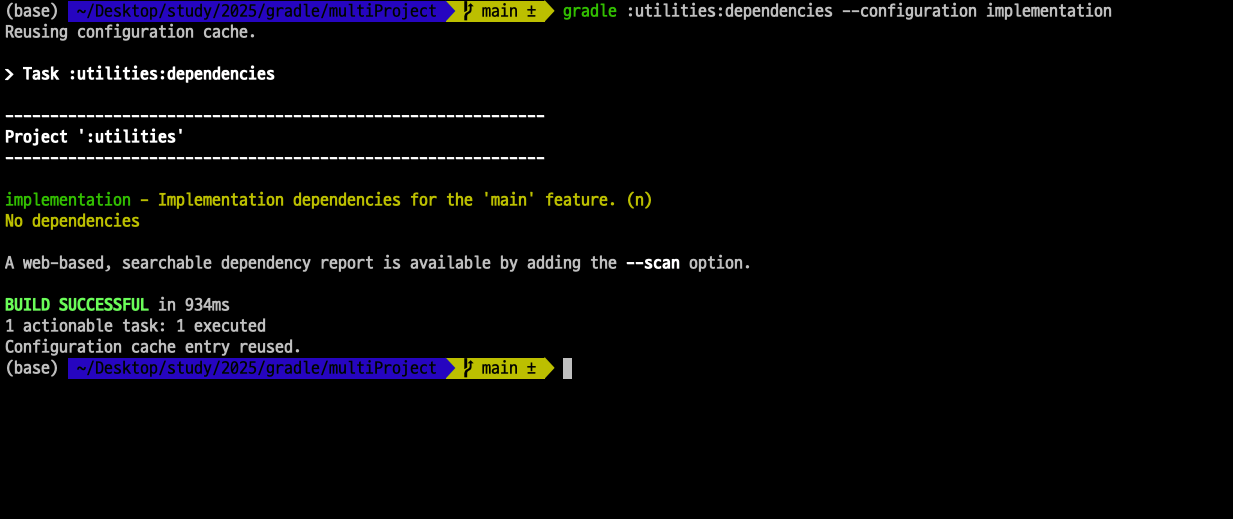 (base) ~/Desktop/study/2025/gradle/multiProject main ± gradle :utilities:dependencies --configuration implementation
Reusing configuration cache.
> Task :utilities:dependencies
------------------------------------------------------------
Project ':utilities'
------------------------------------------------------------
implementation - Implementation dependencies for the 'main' feature. (n)
No dependencies
A web-based, searchable dependency report is available by adding the --scan option.
BUILD SUCCESSFUL in 934ms
1 actionable task: 1 executed
Configuration cache entry reused.
(base) ~/Desktop/study/2025/gradle/multiProject main ±